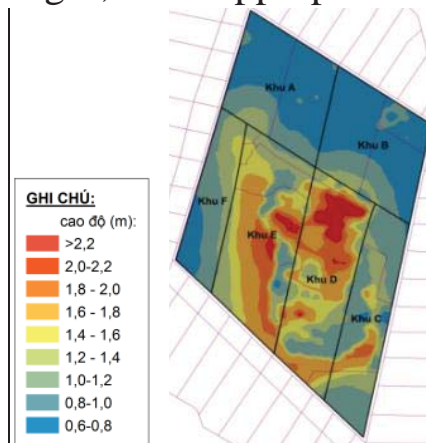 Khu A
Khu B
Khu F
Khu E
Khu D
Khu C
GHI CHÚ:
cao độ (m):
>2,2
2,0-2,2
1,8 - 2,0
1,6 - 1,8
1,4 - 1,6
1,2 - 1,4
1,0-1,2
0,8-1,0
0,6-0,8